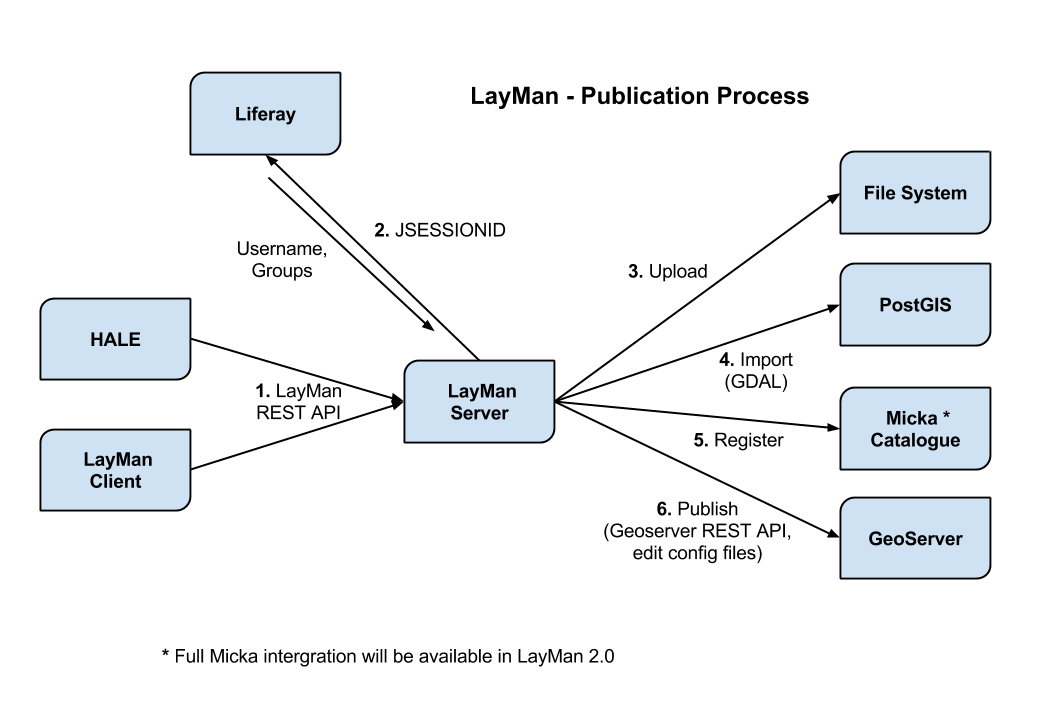 LayMan - Publication Process
Liferay
File System
2. JSESSIONID
Username,
Groups
3. Upload
PostGIS
HALE
4. Import
(GDAL)
1. LayMan
REST API
LayMan
Server
Micka *
Catalogue
5. Register
LayMan
Client
6. Publish
(Geoserver REST API,
edit config files)
GeoServer
* Full Micka intergration will be available in LayMan 2.0